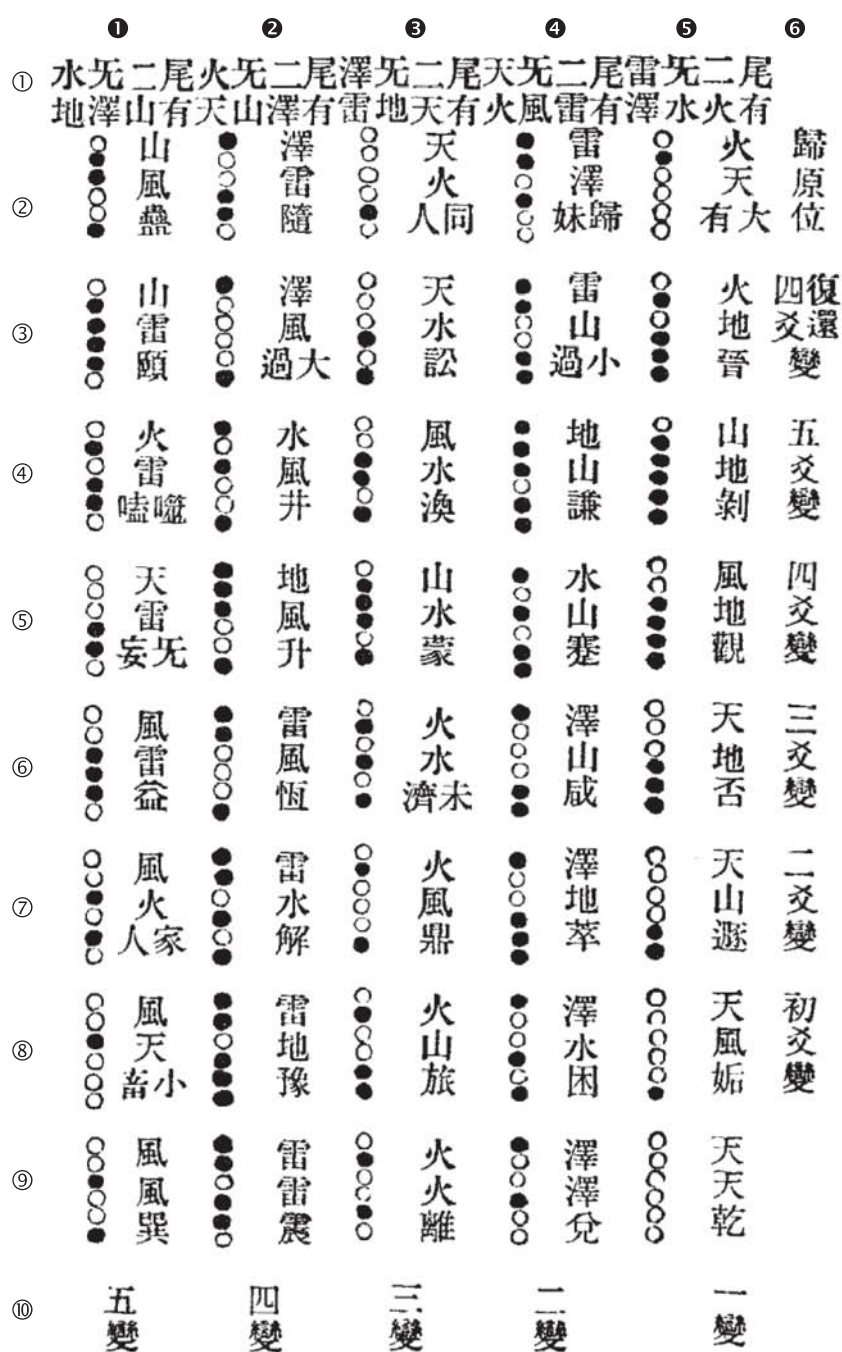 ❶ ❷ ❸ ❹ ❺ ❻
① 水旡二尾火旡二尾澤旡二尾天旡二尾雷旡二尾
地澤山有天山澤有雷地天有火風雷有澤水火有
② 山風蠱 澤雷隨 天火同人 雷澤歸妹 火天大有 歸原位
③ 山雷頤 澤風大過 天水訟 雷山小過 火地晉 復還四爻變
④ 火雷噬嗑 水風井 風水渙 地山謙 山地剝 五爻變
⑤ 天雷旡妄 地風升 山水蒙 水山蹇 風地觀 四爻變
⑥ 風雷益 雷風恆 火水未濟 澤山咸 天地否 三爻變
⑦ 風火家人 雷水解 火風鼎 澤地萃 天山遯 二爻變
⑧ 風天小畜 雷地豫 火山旅 澤水困 天風姤 初爻變
⑨ 風風巽 雷雷震 火火離 澤澤兌 天天乾
⑩ 五變 四變 三變 二變 一變